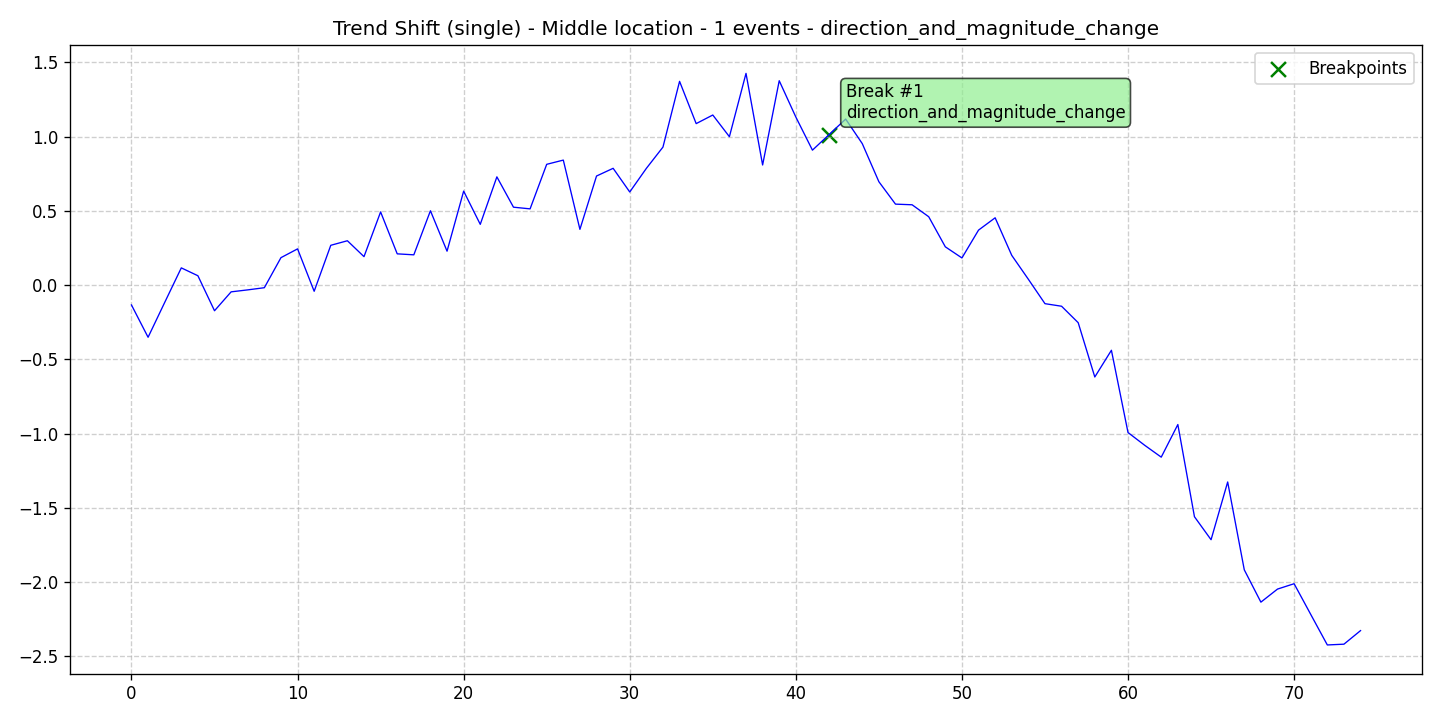 Trend Shift (single) - Middle location - 1 events - direction_and_magnitude_change
Breakpoints
Break #1
direction_and_magnitude_change
1.5
1.0
0.5
0.0
−0.5
−1.0
−1.5
−2.0
−2.5
0 10 20 30 40 50 60 70